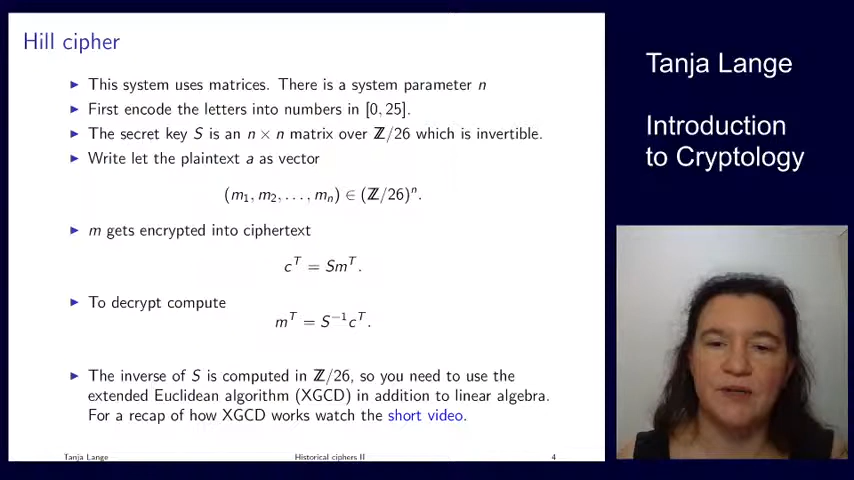 Hill cipher
▶ This system uses matrices. There is a system parameter n
▶ First encode the letters into numbers in [0, 25].
▶ The secret key S is an n × n matrix over ℤ/26 which is invertible.
▶ Write let the plaintext a as vector
(m₁, m₂, . . . , mₙ) ∈ (ℤ/26)ⁿ.
▶ m gets encrypted into ciphertext
cᵀ = Smᵀ.
▶ To decrypt compute
mᵀ = S⁻¹cᵀ.
▶ The inverse of S is computed in ℤ/26, so you need to use the
extended Euclidean algorithm (XGCD) in addition to linear algebra.
For a recap of how XGCD works watch the short video.
Tanja Lange Historical ciphers II 4
Tanja Lange
Introduction
to Cryptology